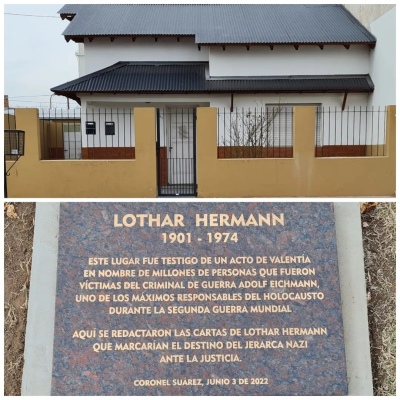 LOTHAR HERMANN
1901 - 1974
ESTE LUGAR FUE TESTIGO DE UN ACTO DE VALENTÍA
EN NOMBRE DE MILLONES DE PERSONAS QUE FUERON
VÍCTIMAS DEL CRIMINAL DE GUERRA ADOLF EICHMANN,
UNO DE LOS MÁXIMOS RESPONSABLES DEL HOLOCAUSTO
DURANTE LA SEGUNDA GUERRA MUNDIAL
AQUÍ SE REDACTARON LAS CARTAS DE LOTHAR HERMANN
QUE MARCARÍAN EL DESTINO DEL JERARCA NAZI
ANTE LA JUSTICIA.
CORONEL SUÁREZ, JUNIO 3 DE 2022